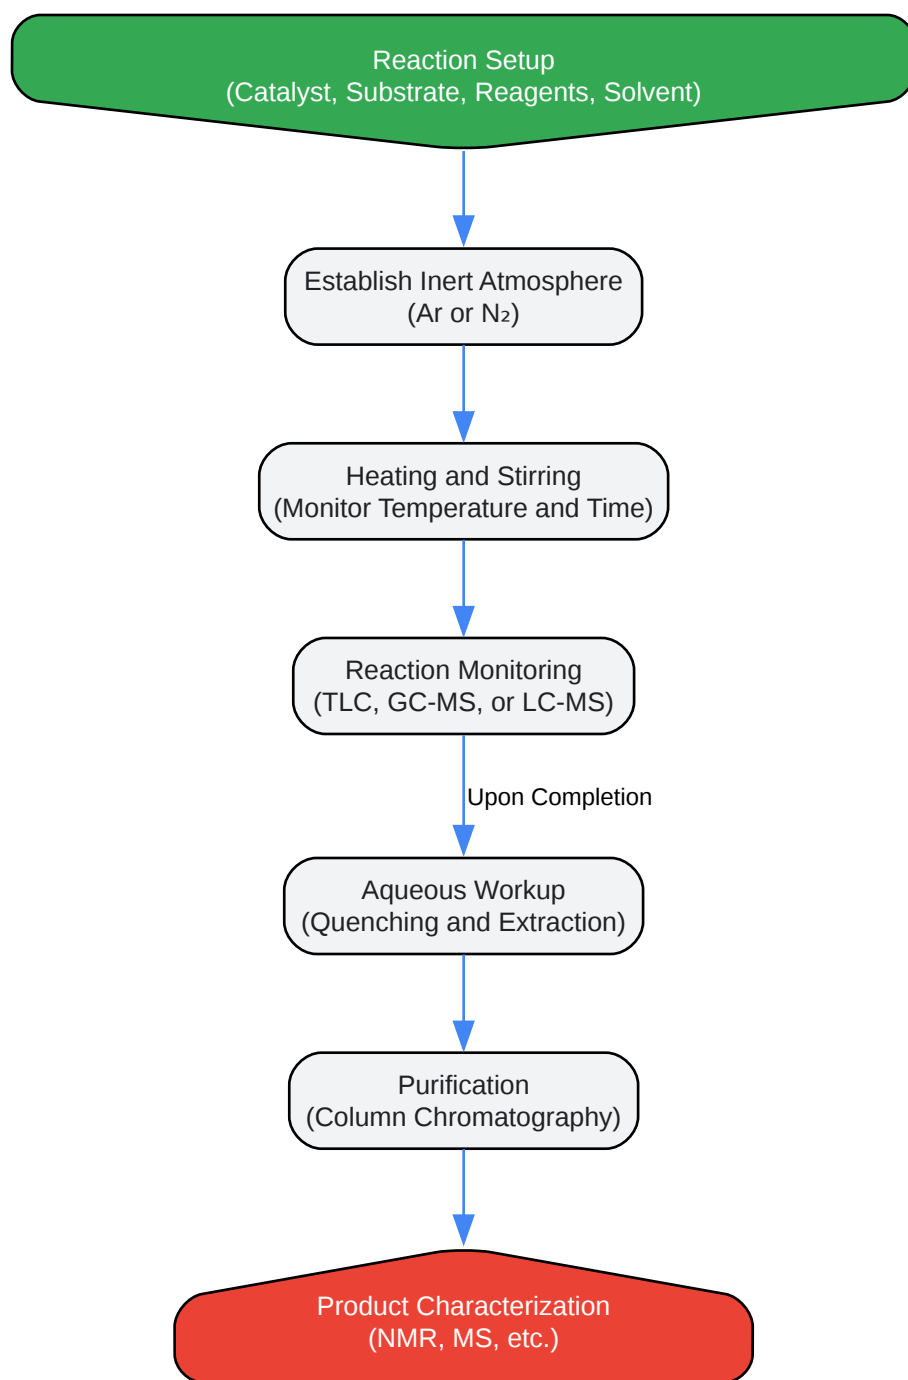 Reaction Setup
(Catalyst, Substrate, Reagents, Solvent)
Establish Inert Atmosphere
(Ar or N₂)
Heating and Stirring
(Monitor Temperature and Time)
Reaction Monitoring
(TLC, GC-MS, or LC-MS)
Upon Completion
Aqueous Workup
(Quenching and Extraction)
Purification
(Column Chromatography)
Product Characterization
(NMR, MS, etc.)